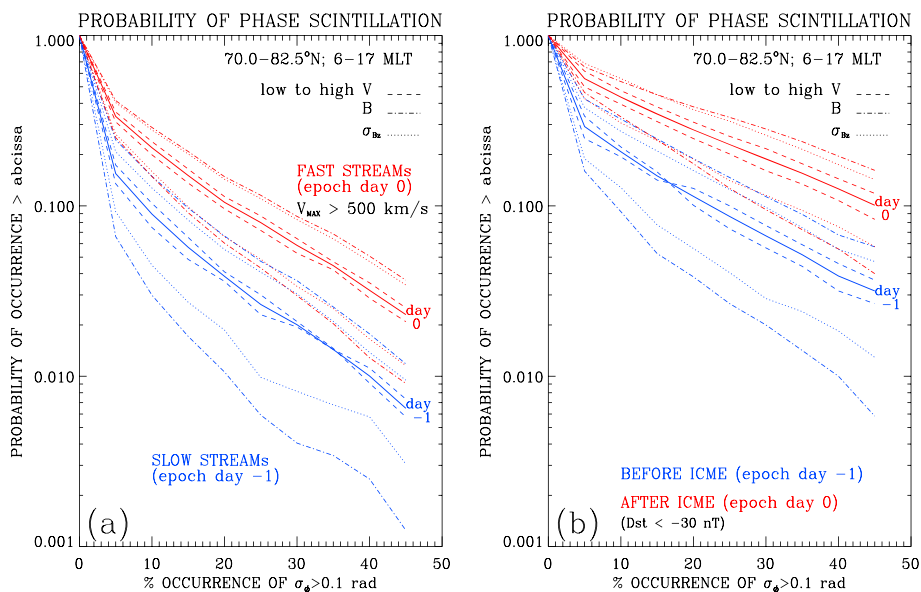 PROBABILITY OF PHASE SCINTILLATION
1.000
0.100
0.010
0.001
PROBABILITY OF OCCURRENCE > abcissa
70.0−82.5°N; 6−17 MLT
low to high V
B
σBz
FAST STREAMs
(epoch day 0)
VMAX > 500 km/s
day
0
day
−1
SLOW STREAMs
(epoch day −1)
(a)
0 10 20 30 40 50
% OCCURRENCE OF σΦ>0.1 rad
PROBABILITY OF PHASE SCINTILLATION
1.000
0.100
0.010
0.001
PROBABILITY OF OCCURRENCE > abcissa
70.0−82.5°N; 6−17 MLT
low to high V
B
σBz
day
0
day
−1
BEFORE ICME (epoch day −1)
AFTER ICME (epoch day 0)
(Dst < −30 nT)
(b)
0 10 20 30 40 50
% OCCURRENCE OF σΦ>0.1 rad